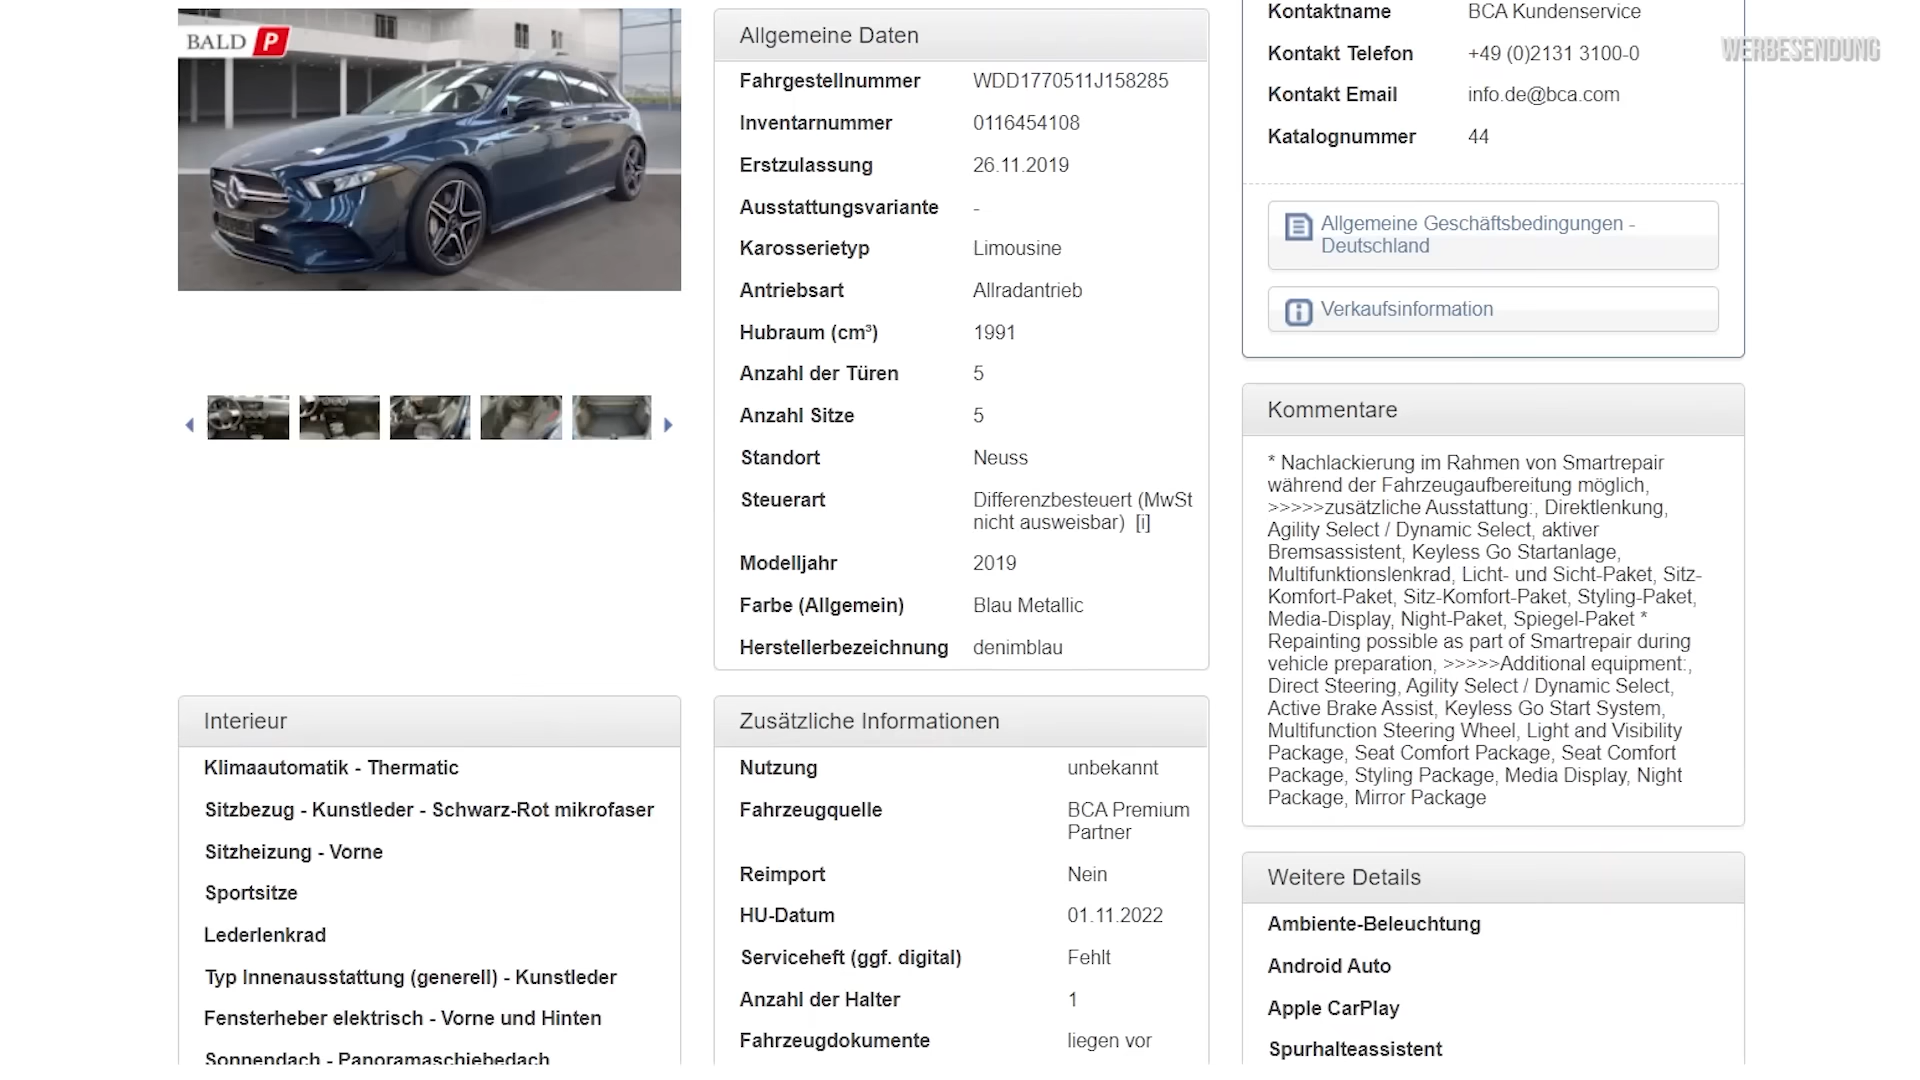 BALD P
Allgemeine Daten
Fahrgestellnummer WDD1770511J158285
Inventarnummer 0116454108
Erstzulassung 26.11.2019
Ausstattungsvariante -
Karosserietyp Limousine
Antriebsart Allradantrieb
Hubraum (cm³) 1991
Anzahl der Türen 5
Anzahl Sitze 5
Standort Neuss
Steuerart Differenzbesteuert (MwSt
nicht ausweisbar) [i]
Modelljahr 2019
Farbe (Allgemein) Blau Metallic
Herstellerbezeichnung denimblau
Interieur
Klimaautomatik - Thermatic
Sitzbezug - Kunstleder - Schwarz-Rot mikrofaser
Sitzheizung - Vorne
Sportsitze
Lederlenkrad
Typ Innenausstattung (generell) - Kunstleder
Fensterheber elektrisch - Vorne und Hinten
Sonnendach - Panoramaschiebedach
Zusätzliche Informationen
Nutzung unbekannt
Fahrzeugquelle BCA Premium
Partner
Reimport Nein
HU-Datum 01.11.2022
Serviceheft (ggf. digital) Fehlt
Anzahl der Halter 1
Fahrzeugdokumente liegen vor
Kontaktname BCA Kundenservice
Kontakt Telefon +49 (0)2131 3100-0
Kontakt Email info.de@bca.com
Katalognummer 44
Allgemeine Geschäftsbedingungen -
Deutschland
Verkaufsinformation
Kommentare
* Nachlackierung im Rahmen von Smartrepair
während der Fahrzeugaufbereitung möglich,
>>>>>zusätzliche Ausstattung:, Direktlenkung,
Agility Select / Dynamic Select, aktiver
Bremsassistent, Keyless Go Startanlage,
Multifunktionslenkrad, Licht- und Sicht-Paket, Sitz-
Komfort-Paket, Sitz-Komfort-Paket, Styling-Paket,
Media-Display, Night-Paket, Spiegel-Paket *
Repainting possible as part of Smartrepair during
vehicle preparation, >>>>>Additional equipment:,
Direct Steering, Agility Select / Dynamic Select,
Active Brake Assist, Keyless Go Start System,
Multifunction Steering Wheel, Light and Visibility
Package, Seat Comfort Package, Seat Comfort
Package, Styling Package, Media Display, Night
Package, Mirror Package
Weitere Details
Ambiente-Beleuchtung
Android Auto
Apple CarPlay
Spurhalteassistent
WERBESENDUNG